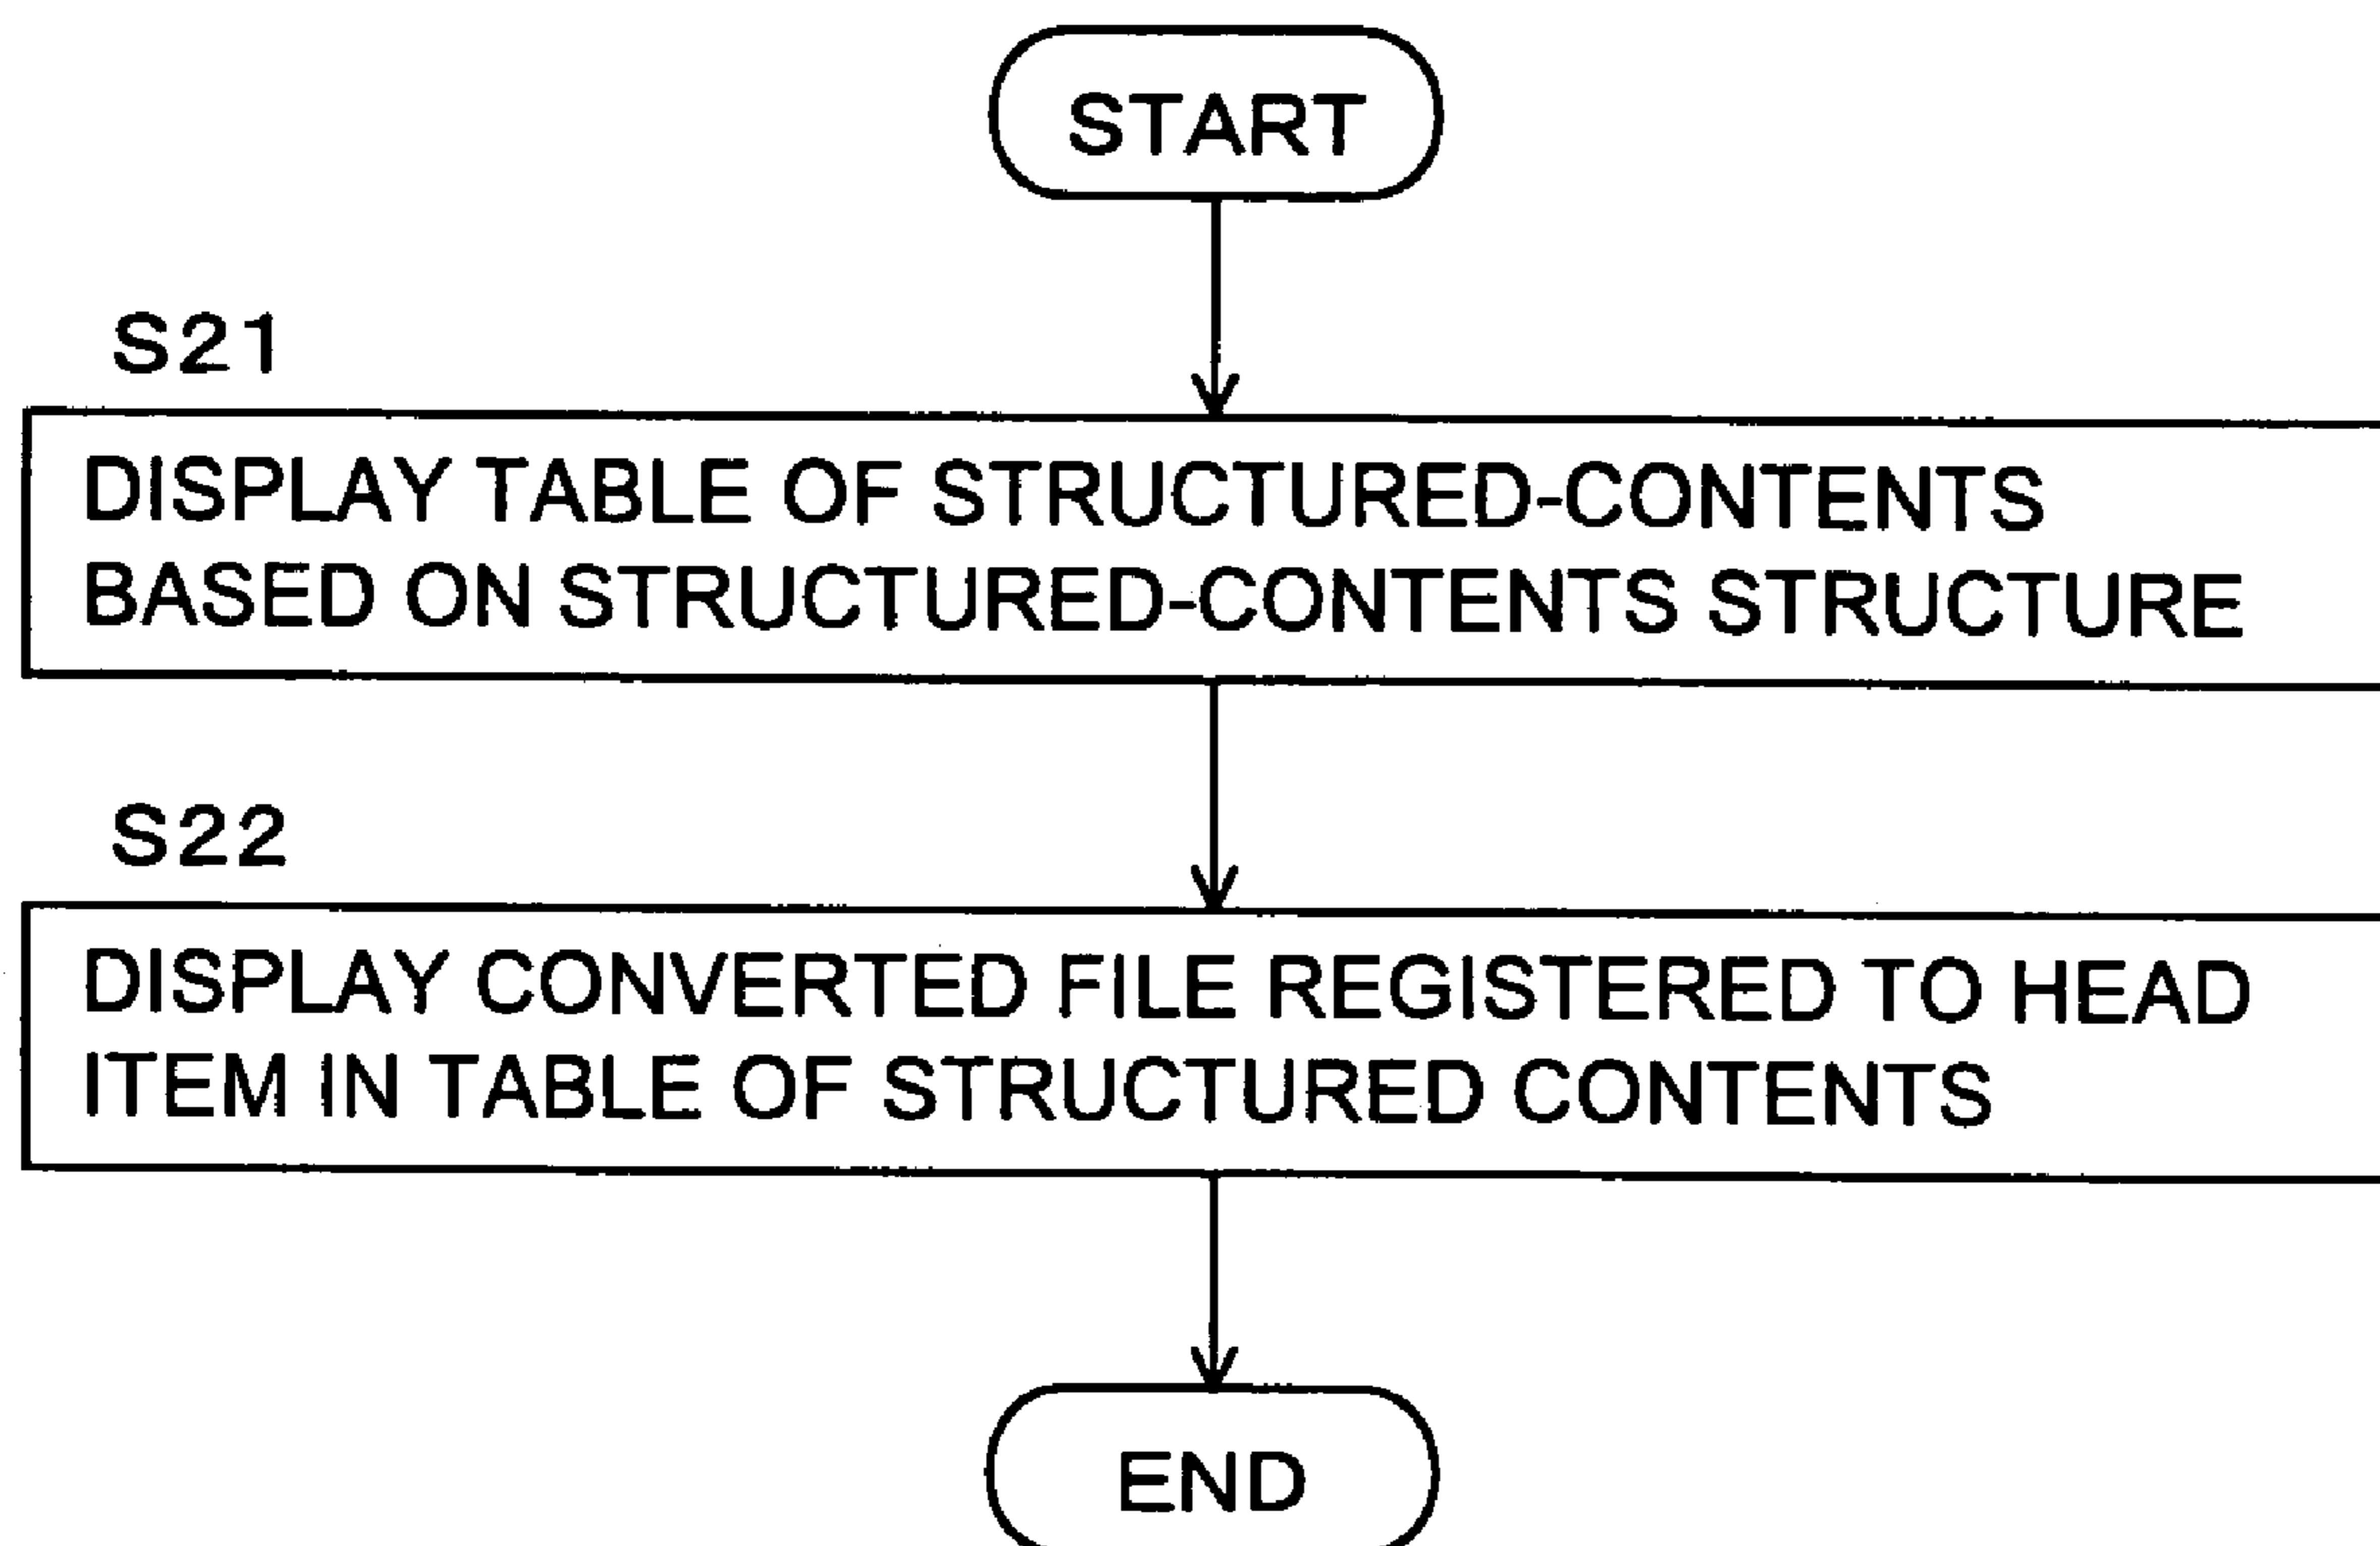 START
S21
DISPLAY TABLE OF STRUCTURED-CONTENTS
BASED ON STRUCTURED-CONTENTS STRUCTURE
S22
DISPLAY CONVERTED FILE REGISTERED TO HEAD
ITEM IN TABLE OF STRUCTURED CONTENTS
END